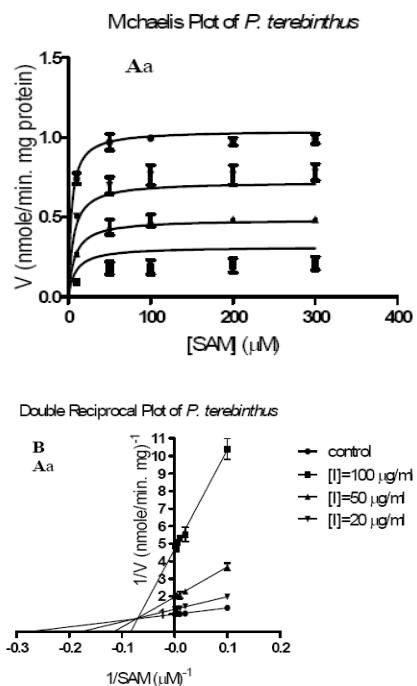 Mchaelis Plot of P. terebinthus
Aa
V (nmole/min. mg protein)
1.5
1.0
0.5
0.0
0 100 200 300 400
[SAM] (μM)
Double Reciprocal Plot of P. terebinthus
B
Aa
1/V (nmole/min. mg)-1
11
10
9
8
7
6
5
4
3
2
1
-0.3 -0.2 -0.1 -0.0 0.1 0.2
1/SAM (μM)-1
control
[I]=100 μg/ml
[I]=50 μg/ml
[I]=20 μg/ml